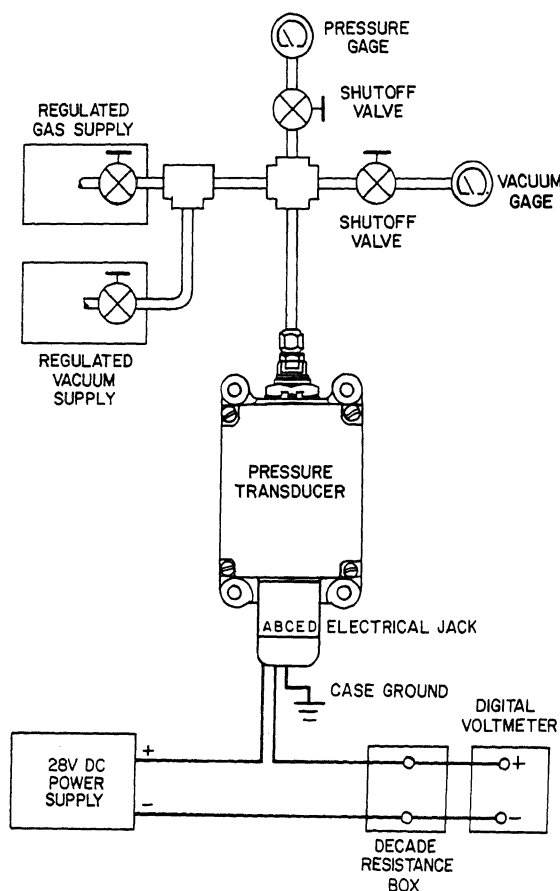 PRESSURE
GAGE
SHUTOFF
VALVE
REGULATED
GAS SUPPLY
VACUUM
GAGE
SHUTOFF
VALVE
REGULATED
VACUUM
SUPPLY
PRESSURE
TRANSDUCER
ABCED
ELECTRICAL JACK
CASE GROUND
DIGITAL
VOLTMETER
28V DC
POWER
SUPPLY
+
−
+
−
DECADE
RESISTANCE
BOX